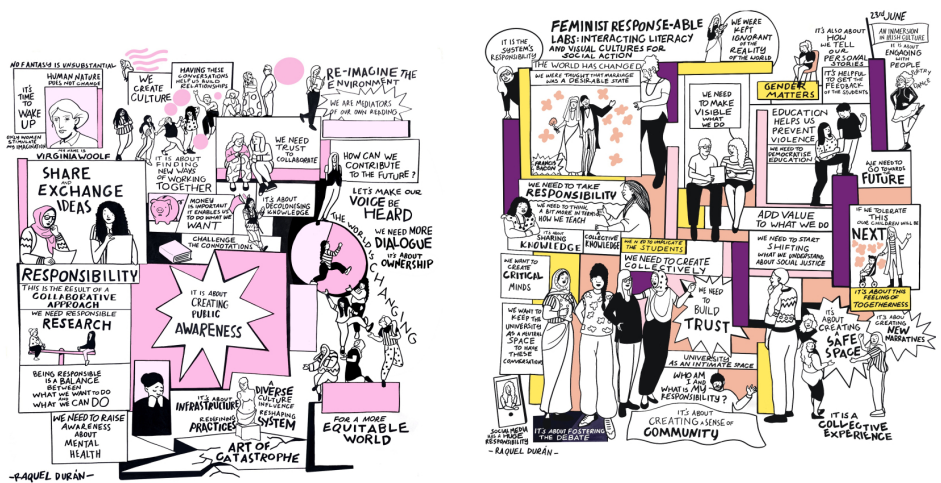 NO FANTASY IS UNSUBSTANTIAL
HUMAN NATURE
DOES NOT CHANGE
IT'S
TIME
TO
WAKE
UP
MY NAME IS
VIRGINIA WOOLF
WE
CREATE
CULTURE
HAVING THESE
CONVERSATIONS
HELP US BUILD
RELATIONSHIPS
RE-IMAGINE THE
ENVIRONMENT
WE ARE MEDIATORS
OF OUR OWN READING
IT IS
ABOUT
FINDING
NEW WAYS
OF WORKING
TOGETHER
WE NEED
TRUST
TO
COLLABORATE
HOW CAN WE
CONTRIBUTE
TO THE FUTURE?
SHARE
AND
EXCHANGE
IDEAS
MONEY
IS IMPORTANT
IT ENABLES US
TO DO WHAT WE
WANT
IT'S ABOUT
DECOLONISING
KNOWLEDGE
CHALLENGE
THE CONNOTATIONS
LET'S MAKE OUR
VOICE BE
HEARD
WE NEED MORE
DIALOGUE
IT'S ABOUT
OWNERSHIP
THE
WORLD IS
CHANGING
RESPONSIBILITY
THIS IS THE RESULT OF A
COLLABORATIVE
APPROACH
WE NEED RESPONSIBLE
RESEARCH
IT IS
ABOUT
CREATING
PUBLIC
AWARENESS
BEING RESPONSIBLE
IS A BALANCE
BETWEEN
WHAT WE WANT TO DO
AND
WHAT WE CAN DO
WE NEED TO RAISE
AWARENESS
ABOUT
MENTAL
HEALTH
IT'S ABOUT
INFRASTRUCTURE
REDEFINING
PRACTICES
A
DIVERSE
CULTURE
INFLUENCE
RESHAPING
SYSTEM
ART OF
CATASTROPHE
FOR A MORE
EQUITABLE
WORLD
-RAQUEL DURÁN-
FEMINIST RESPONSE-ABLE
LABS: INTERACTING LITERACY
AND VISUAL CULTURES FOR
SOCIAL ACTION
IT IS THE
SYSTEM'S
RESPONSIBILITY
THE WORLD HAS CHANGED
WE WERE TAUGHT THAT MARRIAGE
WAS A DESIRABLE STATE
FRANCIS
BACON
WE WERE
KEPT
IGNORANT
OF THE
REALITY
OF THE WORLD
IT'S ALSO ABOUT
HOW
WE TELL
OUR
PERSONAL
STORIES
23RD JUNE
AN IMMERSION
IN IRISH CULTURE
IT IS ABOUT
ENGAGING
WITH
PEOPLE
POETRY
DANCE
GENDER
MATTERS
IT'S HELPFUL
TO GET THE
FEEDBACK
OF THE STUDENTS
WE NEED
TO MAKE
VISIBLE
WHAT
WE DO
EDUCATION
HELPS US
PREVENT
VIOLENCE
WE NEED TO
DEMOCRATISE
EDUCATION
WE NEED TO
GO TOWARDS
THE
FUTURE
WE NEED TO TAKE
RESPONSIBILITY
WE NEED TO THINK
A BIT MORE IN TERMS
HOW WE TEACH
IT'S ABOUT
SHARING
KNOWLEDGE
COLLECTIVE
KNOWLEDGE
WE NEED TO IMPLICATE
THE STUDENTS
ADD VALUE
TO WHAT WE DO
IF WE TOLERATE
THIS
OUR CHILDREN WILL BE
NEXT
WE NEED TO
START
SHIFTING
WHAT WE UNDERSTAND
ABOUT SOCIAL JUSTICE
IT'S ABOUT THIS
FEELING OF
TOGETHERNESS
WE WANT TO
CREATE
CRITICAL
MINDS
WE NEED TO CREATE
COLLECTIVELY
WE NEED
TO
BUILD
TRUST
WE WANT TO
KEEP THE
UNIVERSITY
AS A NEUTRAL
SPACE
TO HAVE
THESE
CONVERSATIONS
UNIVERSITY
AS AN INTIMATE SPACE
WHO AM
I AND
WHAT IS MY
RESPONSIBILITY?
IT'S
ABOUT
CREATING
A
SAFE
SPACE
IT'S ABOUT
CREATING
NEW
NARRATIVES
SOCIAL MEDIA
HAS A HUGE
RESPONSIBILITY
IT'S ABOUT FOSTERING
THE DEBATE
IT'S ABOUT
CREATING A SENSE OF
COMMUNITY
IT IS A
COLLECTIVE
EXPERIENCE
-RAQUEL DURÁN-